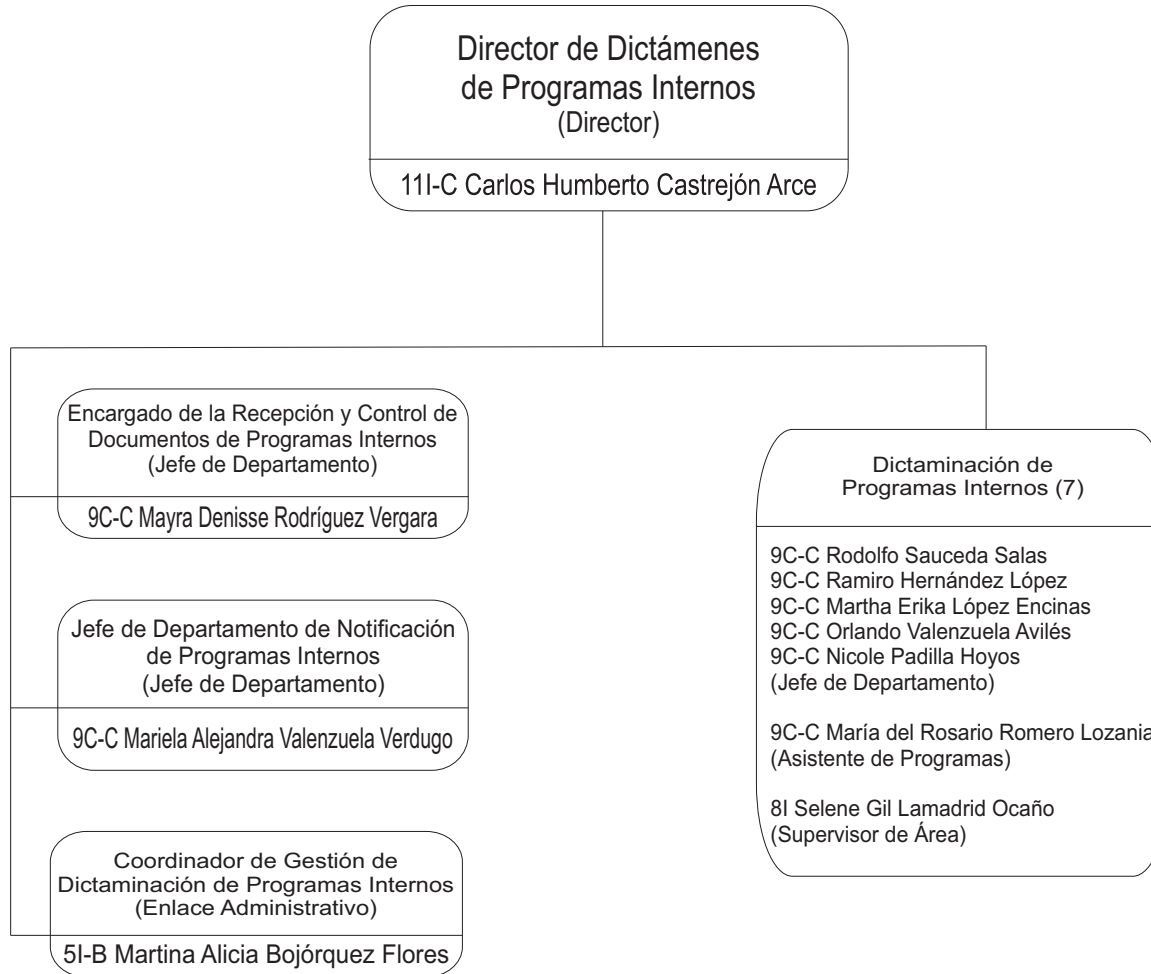 Director de Dictámenes
de Programas Internos
(Director)
11I-C Carlos Humberto Castrejón Arce
Encargado de la Recepción y Control de
Documentos de Programas Internos
(Jefe de Departamento)
9C-C Mayra Denisse Rodríguez Vergara
Jefe de Departamento de Notificación
de Programas Internos
(Jefe de Departamento)
9C-C Mariela Alejandra Valenzuela Verdugo
Coordinador de Gestión de
Dictaminación de Programas Internos
(Enlace Administrativo)
5I-B Martina Alicia Bojórquez Flores
Dictaminación de
Programas Internos (7)
9C-C Rodolfo Sauceda Salas
9C-C Ramiro Hernández López
9C-C Martha Erika López Encinas
9C-C Orlando Valenzuela Avilés
9C-C Nicole Padilla Hoyos
(Jefe de Departamento)
9C-C María del Rosario Romero Lozania
(Asistente de Programas)
8I Selene Gil Lamadrid Ocaño
(Supervisor de Área)